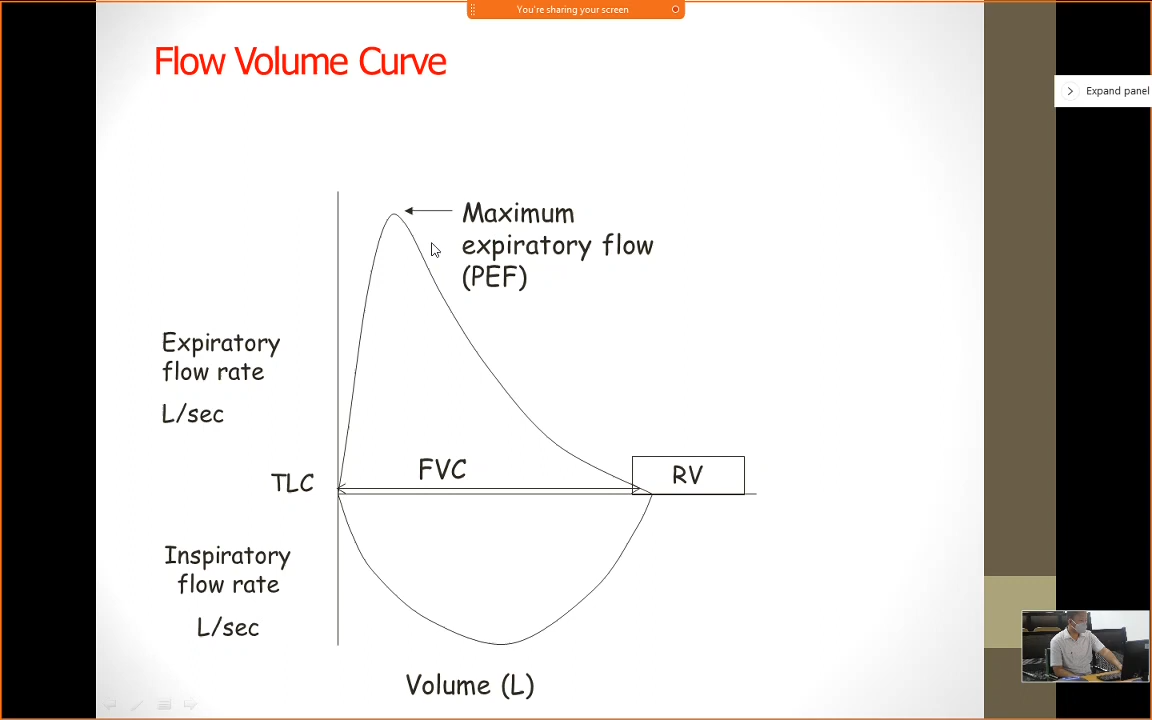 You're sharing your screen
Flow Volume Curve
Expand panel
Maximum
expiratory flow
(PEF)
Expiratory
flow rate
L/sec
FVC
RV
TLC
Inspiratory
flow rate
L/sec
Volume (L)